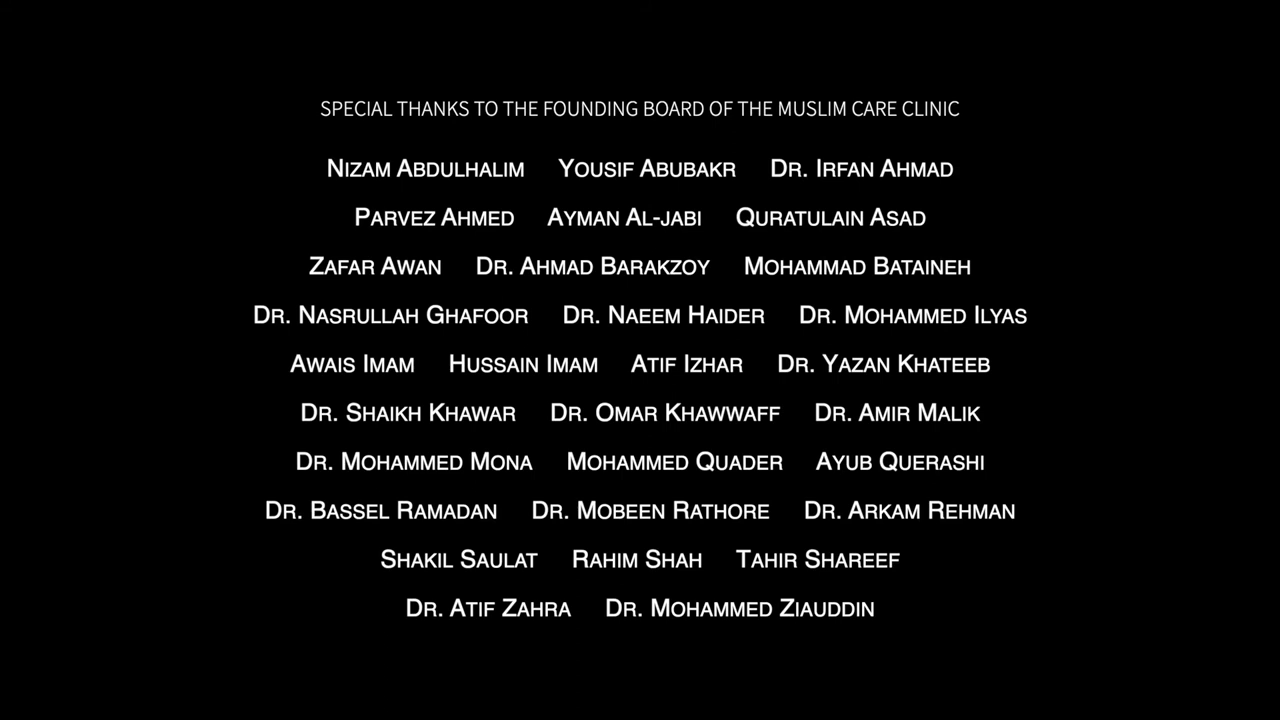 SPECIAL THANKS TO THE FOUNDING BOARD OF THE MUSLIM CARE CLINIC
NIZAM ABDULHALIM YOUSIF ABUBAKR DR. IRFAN AHMAD
PARVEZ AHMED AYMAN AL-JABI QURATULAIN ASAD
ZAFAR AWAN DR. AHMAD BARAKZOY MOHAMMAD BATAINEH
DR. NASRULLAH GHAFOOR DR. NAEEM HAIDER DR. MOHAMMED ILYAS
AWAIS IMAM HUSSAIN IMAM ATIF IZHAR DR. YAZAN KHATEEB
DR. SHAIKH KHAWAR DR. OMAR KHAWWAFF DR. AMIR MALIK
DR. MOHAMMED MONA MOHAMMED QUADER AYUB QUERASHI
DR. BASSEL RAMADAN DR. MOBEEN RATHORE DR. ARKAM REHMAN
SHAKIL SAULAT RAHIM SHAH TAHIR SHAREEF
DR. ATIF ZAHRA DR. MOHAMMED ZIAUDDIN